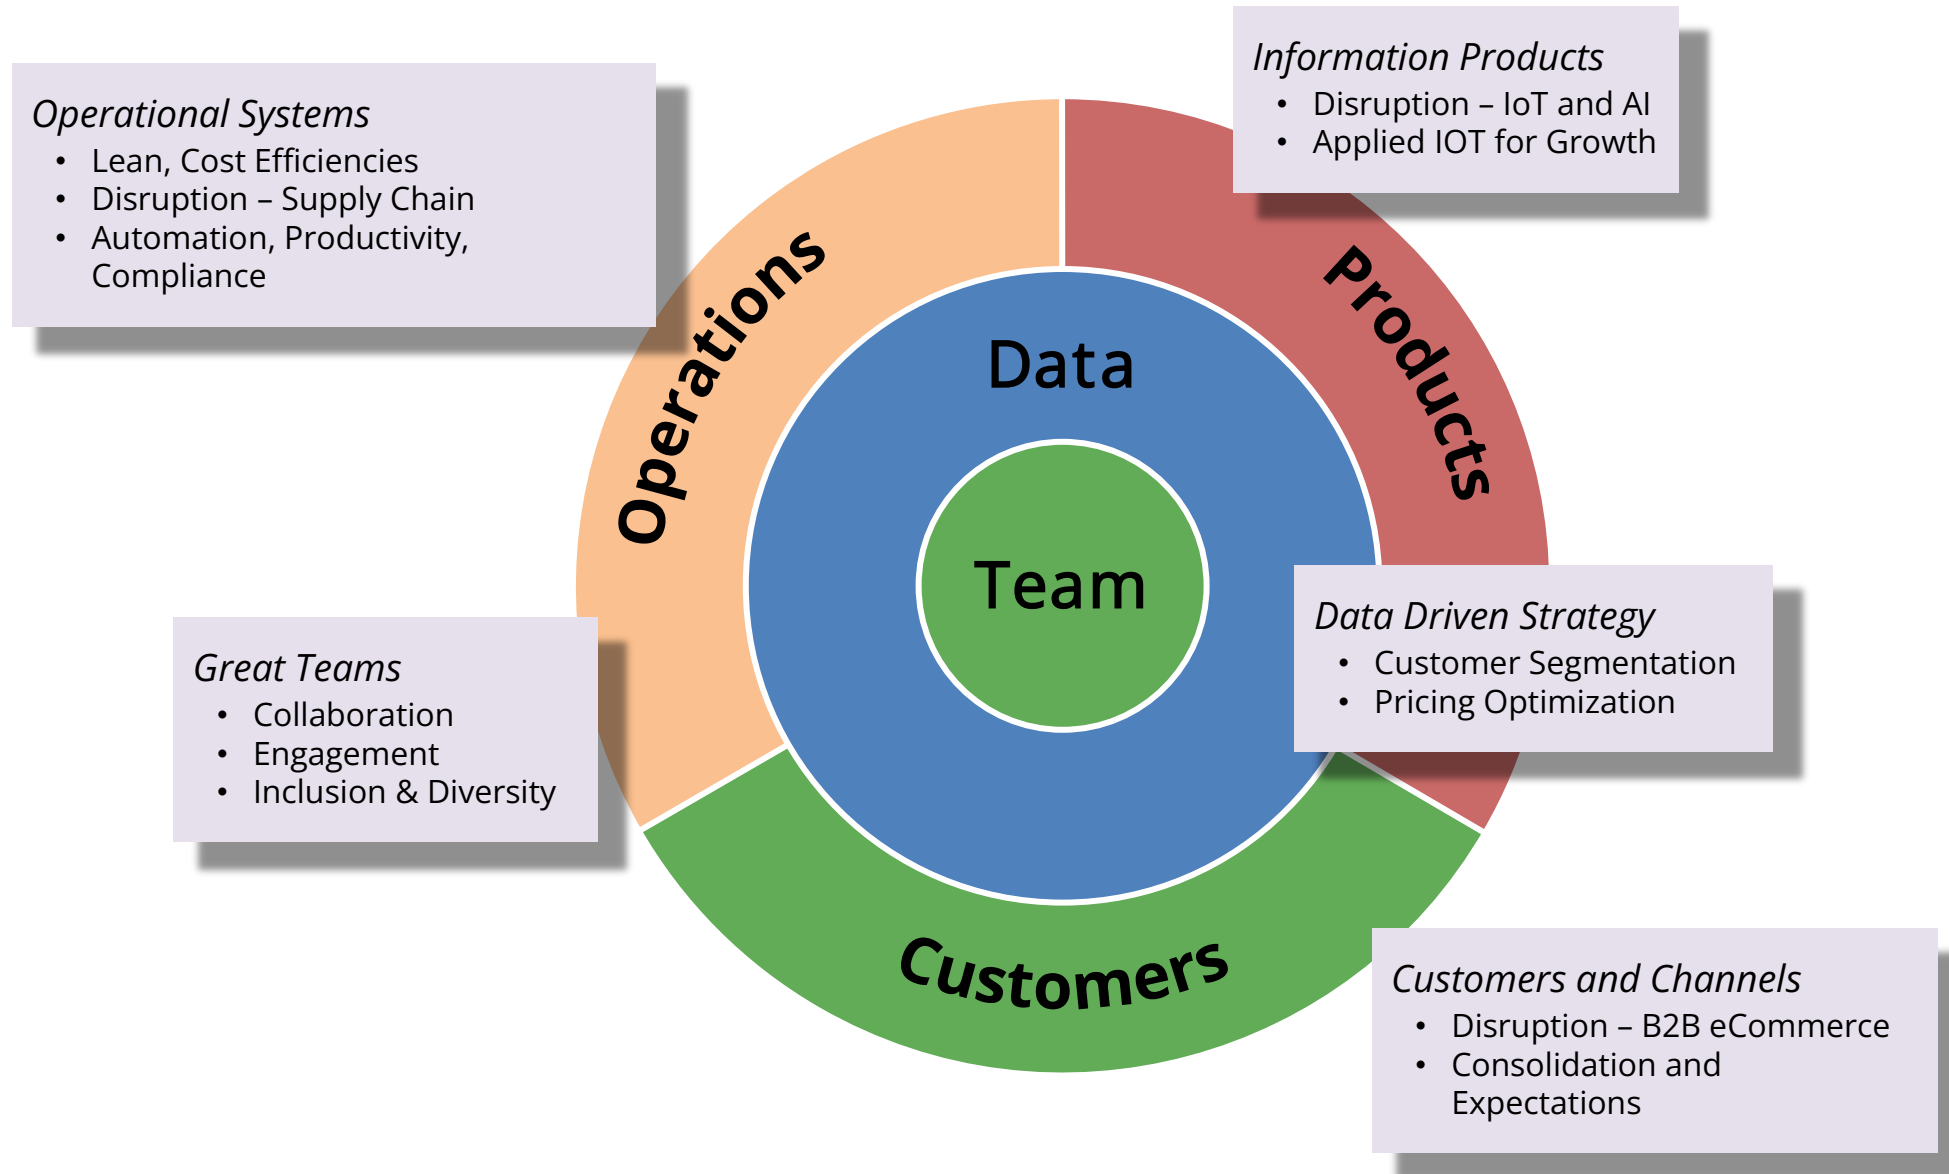 Information Products
• Disruption – IoT and AI
• Applied IOT for Growth
Operational Systems
• Lean, Cost Efficiencies
• Disruption – Supply Chain
• Automation, Productivity,
Compliance
Operations
Products
Data
Team
Data Driven Strategy
• Customer Segmentation
• Pricing Optimization
Great Teams
• Collaboration
• Engagement
• Inclusion & Diversity
Customers
Customers and Channels
• Disruption – B2B eCommerce
• Consolidation and
Expectations